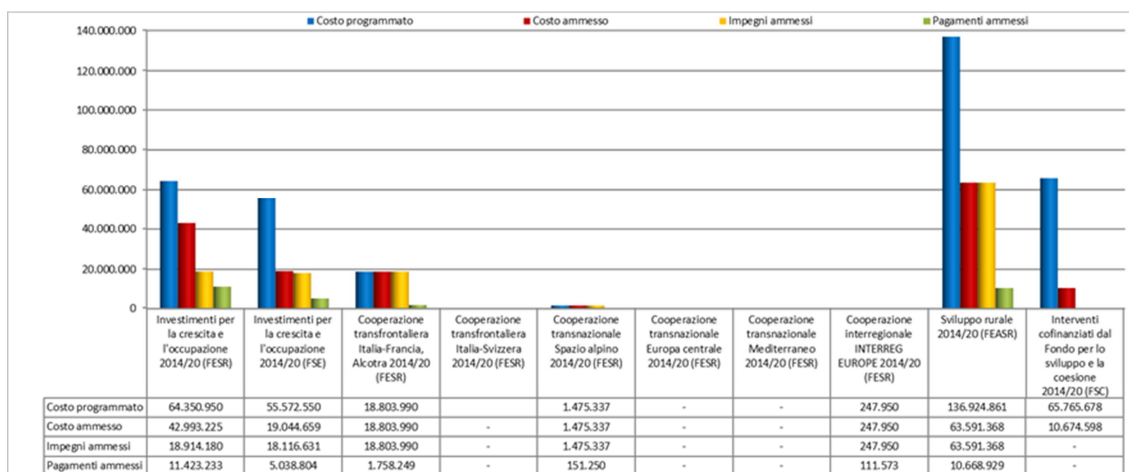 Costo programmato Costo ammesso Impegni ammessi Pagamenti ammessi
140.000.000
120.000.000
100.000.000
80.000.000
60.000.000
40.000.000
20.000.000
0
Investimenti per la crescita e l'occupazione 2014/20 (FESR)
Investimenti per la crescita e l'occupazione 2014/20 (FSE)
Cooperazione transfrontaliera Italia-Francia, Alcotra 2014/20 (FESR)
Cooperazione transfrontaliera Italia-Svizzera 2014/20 (FESR)
Cooperazione transnazionale Spazio alpino 2014/20 (FESR)
Cooperazione transnazionale Europa centrale 2014/20 (FESR)
Cooperazione transnazionale Mediterraneo 2014/20 (FESR)
Cooperazione interregionale INTERREG EUROPE 2014/20 (FESR)
Sviluppo rurale 2014/20 (FEASR)
Interventi cofinanziati dal Fondo per lo sviluppo e la coesione 2014/20 (FSC)
Costo programmato 64.350.950 55.572.550 18.803.990 1.475.337 - - 247.950 136.924.861 65.765.678
Costo ammesso 42.993.225 19.044.659 18.803.990 - 1.475.337 - - 247.950 63.591.368 10.674.598
Impegni ammessi 18.914.180 18.116.631 18.803.990 - 1.475.337 - - 247.950 63.591.368 -
Pagamenti ammessi 11.423.233 5.038.804 1.758.249 - 151.250 - - 111.573 10.668.929 -